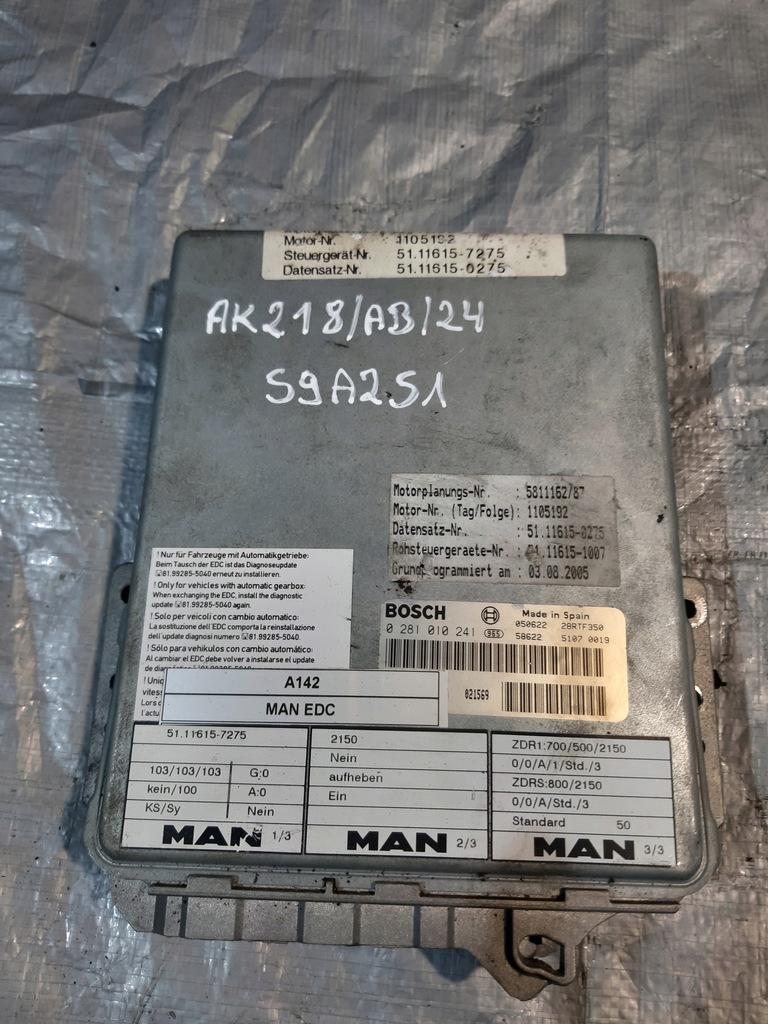 Motor-Nr. 1105192
Steuergerät-Nr. 51.11615-7275
Datensatz-Nr. 51.11615-0275
AK218/AB/24
S9A2S1
Motorplanungs-Nr. : 5811162/87
Motor-Nr. (Tag/Folge): 1105192
Datensatz-Nr. : 51.11615-0275
Rohsteuergeraete-Nr. : 51.11615-1007
Grundprogrammiert am : 03.08.2005
! Nur für Fahrzeuge mit Automatikgetriebe:
Beim Tausch der EDC ist das Diagnoseupdate
81.99285-5040 erneut zu installieren.
! Only for vehicles with automatic gearbox:
When exchanging the EDC, install the diagnostic
update 81.99285-5040 again.
! Solo per veicoli con cambio automatico:
La sostituzione dell'EDC comporta la reinstallazione
dell'update diagnosi numero 81.99285-5040.
! Sólo para vehikulos con cambio automático:
Al cambiar el EDC debe volver a instalarse el update
de
! Uniq
vites
Lors
l'actu
BOSCH Made in Spain
0 281 010 241 965 050622 28RTF350
58622 5107 0019
021569
A142
MAN EDC
51.11615-7275
103/103/103 G:0
kein/100 A:0
KS/Sy Nein
MAN 1/3
2150
Nein
aufheben
Ein
MAN 2/3
ZDR1:700/500/2150
0/0/A/1/Std./3
ZDRS:800/2150
0/0/A/Std./3
Standard 50
MAN 3/3